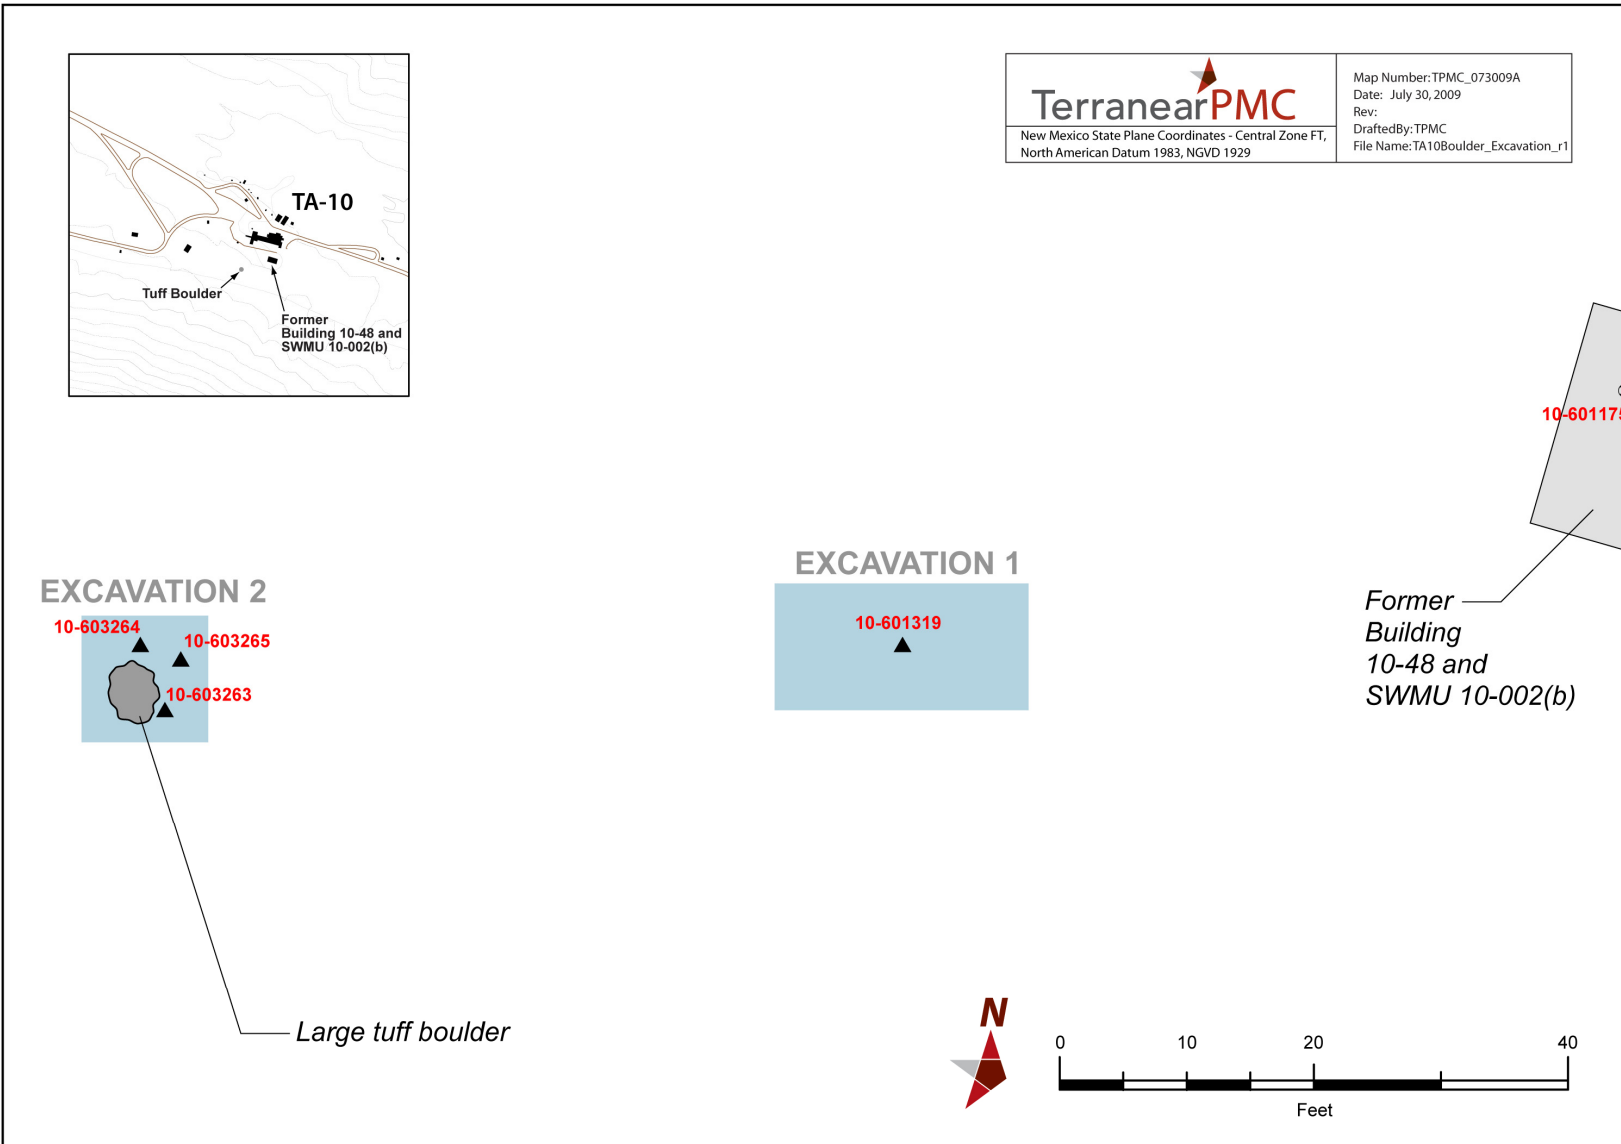 TA-10
Tuff Boulder
Former
Building 10-48 and
SWMU 10-002(b)
TerranearPMC
New Mexico State Plane Coordinates - Central Zone FT,
North American Datum 1983, NGVD 1929
Map Number:TPMC_073009A
Date: July 30, 2009
Rev:
DraftedBy:TPMC
File Name:TA10Boulder_Excavation_r1
10-601175
EXCAVATION 2
10-603264
10-603265
10-603263
EXCAVATION 1
10-601319
Former
Building
10-48 and
SWMU 10-002(b)
Large tuff boulder
N
0 10 20 40
Feet